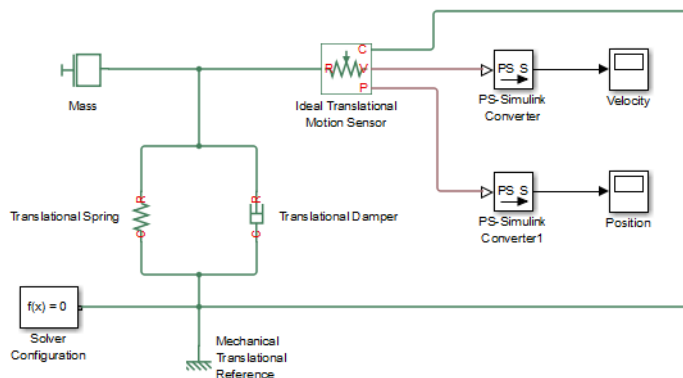 C
R
V
P
Mass
Ideal Translational
Motion Sensor
PS S
PS-Simulink
Converter
Velocity
R
R
Translational Spring
Translational Damper
C
C
PS S
PS-Simulink
Converter1
Position
f(x) = 0
Solver
Configuration
Mechanical
Translational
Reference